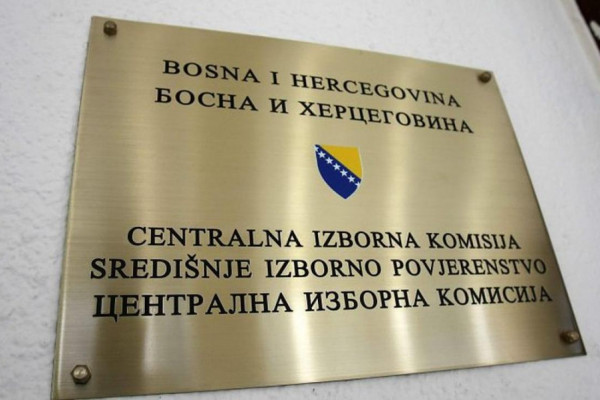 BOSNA I HERCEGOVINA
БОСНА И ХЕРЦЕГОВИНА
CENTRALNA IZBORNA KOMISIJA
SREDIŠNJE IZBORNO POVJERENSTVO
ЦЕНТРАЛНА ИЗБОРНА КОМИСИЈА